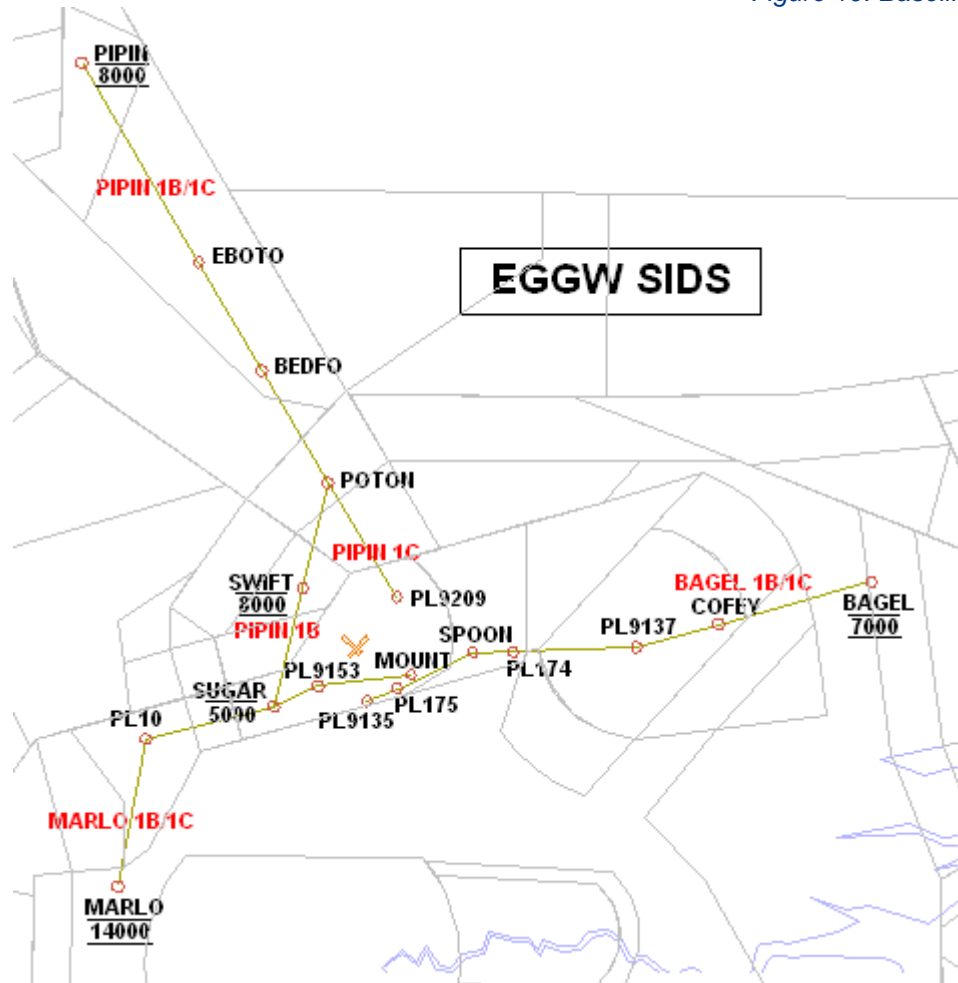 PIPIN
8000
PIPIN 1B/1C
EBOTO
EGGW SIDS
BEDFO
POTON
PIPIN 1C
SWiFT
8000
PL9209
BAGEL 1B/1C
COFEY
BAGEL
7000
PiPIN 1B
PL9137
SPOON
PL174
MOUNT
PL9153
SUGAR
5000
PL175
PL9135
PL10
MARLO 1B/1C
MARLO
14000